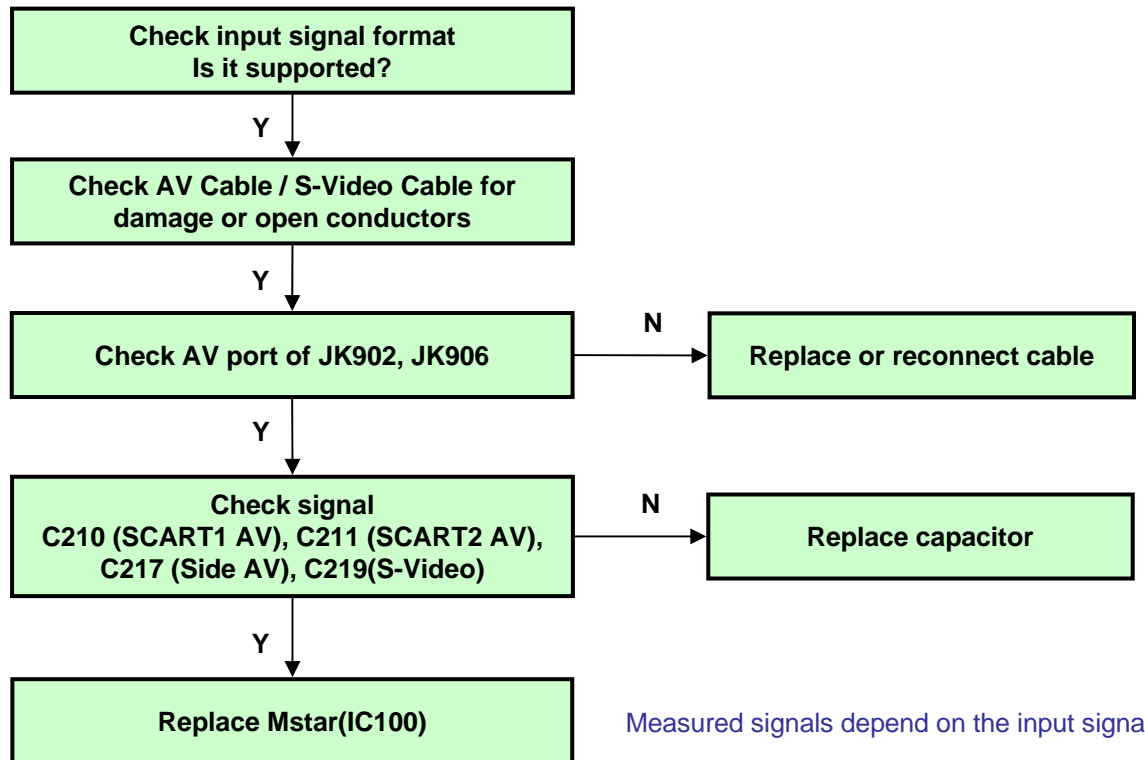 Check input signal format
Is it supported?
Y
Check AV Cable / S-Video Cable for
damage or open conductors
Y
Check AV port of JK902, JK906
N
Replace or reconnect cable
Y
Check signal
C210 (SCART1 AV), C211 (SCART2 AV),
C217 (Side AV), C219(S-Video)
N
Replace capacitor
Y
Replace Mstar(IC100)
Measured signals depend on the input signa